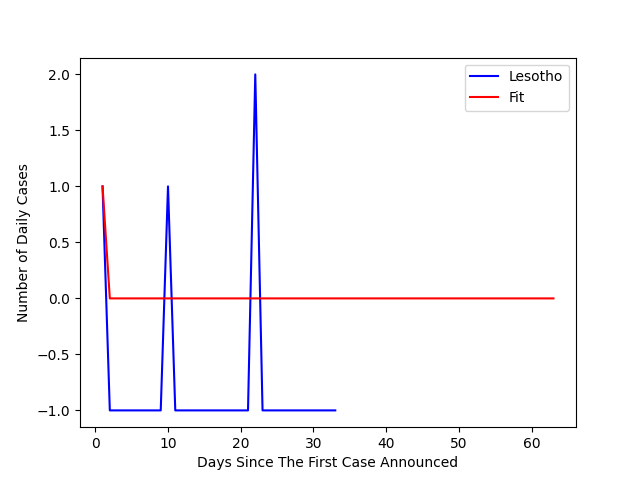 Lesotho
Fit
2.0
1.5
1.0
0.5
0.0
−0.5
−1.0
Number of Daily Cases
0 10 20 30 40 50 60
Days Since The First Case Announced